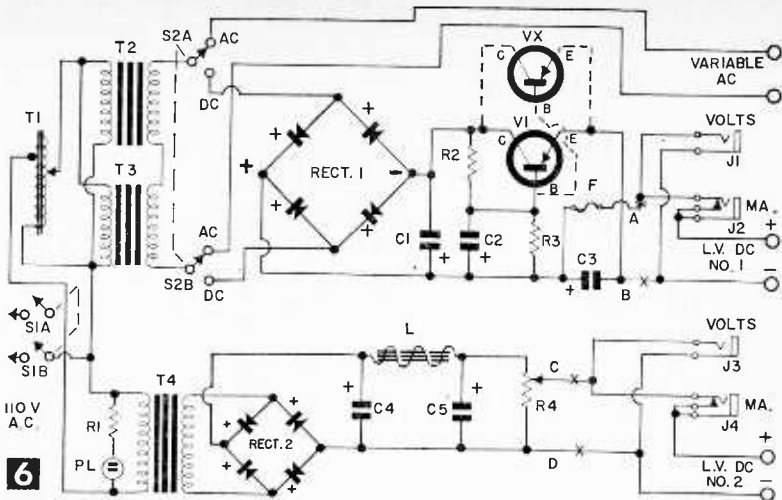 T2
S2A
AC
DC
VX
C
E
B
VARIABLE
AC
T1
T3
RECT. 1
+
+
+
+
+
-
R2
V1
C
E
B
F
A
VOLTS
J1
MA.
J2
+
L.V. DC
NO. 1
-
C1
+
C2
+
R3
C3
+
B
AC
S2B
DC
S1A
S1B
110 V
A.C.
R1
PL
T4
RECT. 2
+
+
+
+
L
C4
+
C5
+
R4
C
D
VOLTS
J3
MA.
J4
+
L.V. DC
NO. 2
-
6